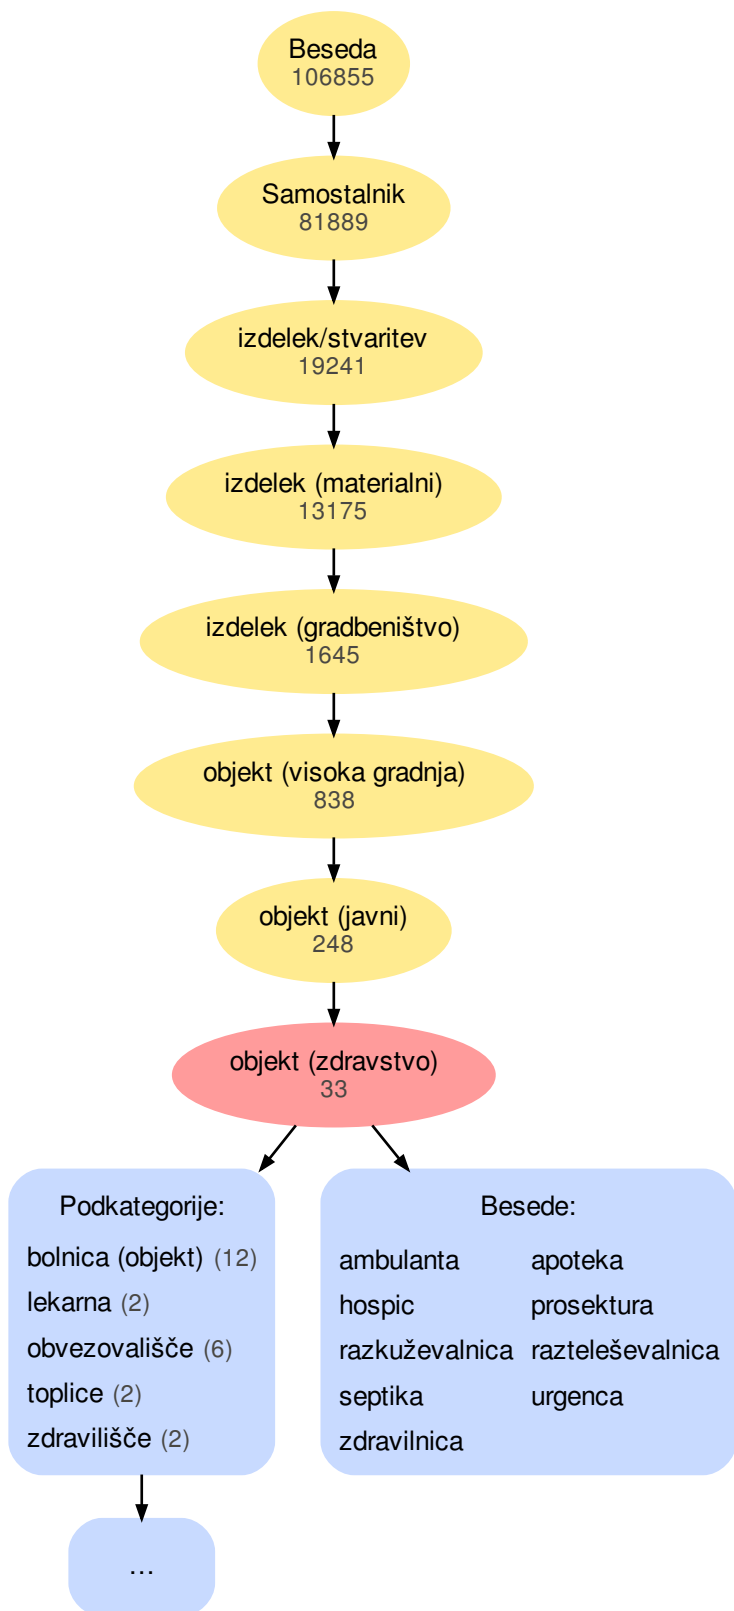 Beseda
106855
Samostalnik
81889
izdelek/stvaritev
19241
izdelek (materialni)
13175
izdelek (gradbeništvo)
1645
objekt (visoka gradnja)
838
objekt (javni)
248
objekt (zdravstvo)
33
Podkategorije:
bolnica (objekt) (12)
lekarna (2)
obvezovališče (6)
toplice (2)
zdravilišče (2)
...
Besede:
ambulanta apoteka
hospic prosektura
razkuževalnica razteleševalnica
septika urgenca
zdravilnica